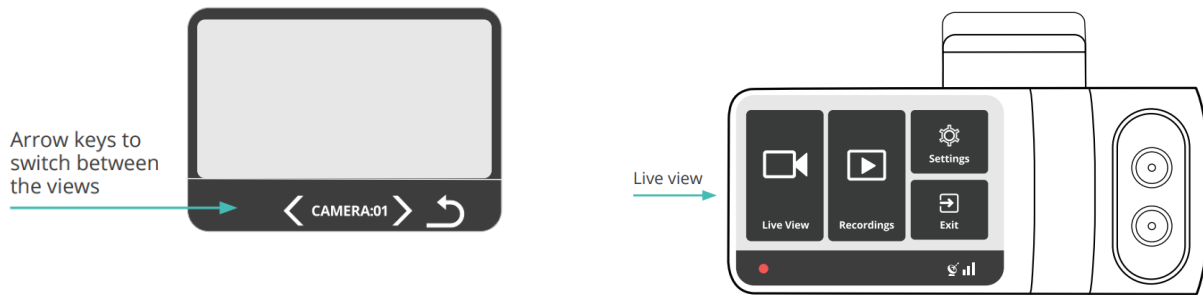 Arrow keys to
switch between
the views
CAMERA:01
Live view
Live View
Recordings
Settings
Exit